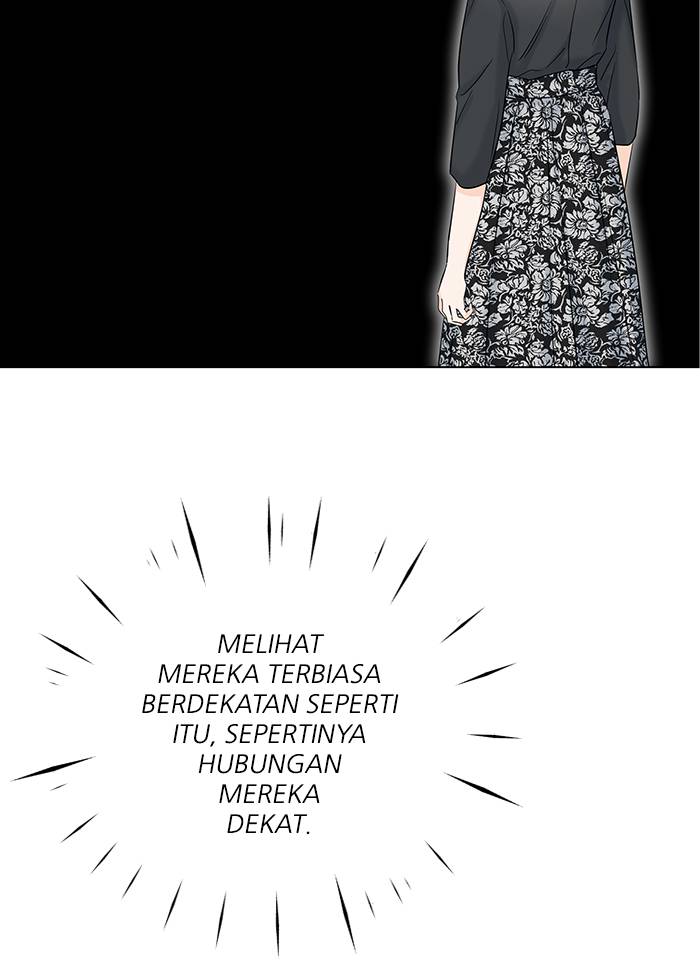 MELIHAT
MEREKA TERBIASA
BERDEKATAN SEPERTI
ITU, SEPERTINYA
HUBUNGAN
MEREKA
DEKAT.